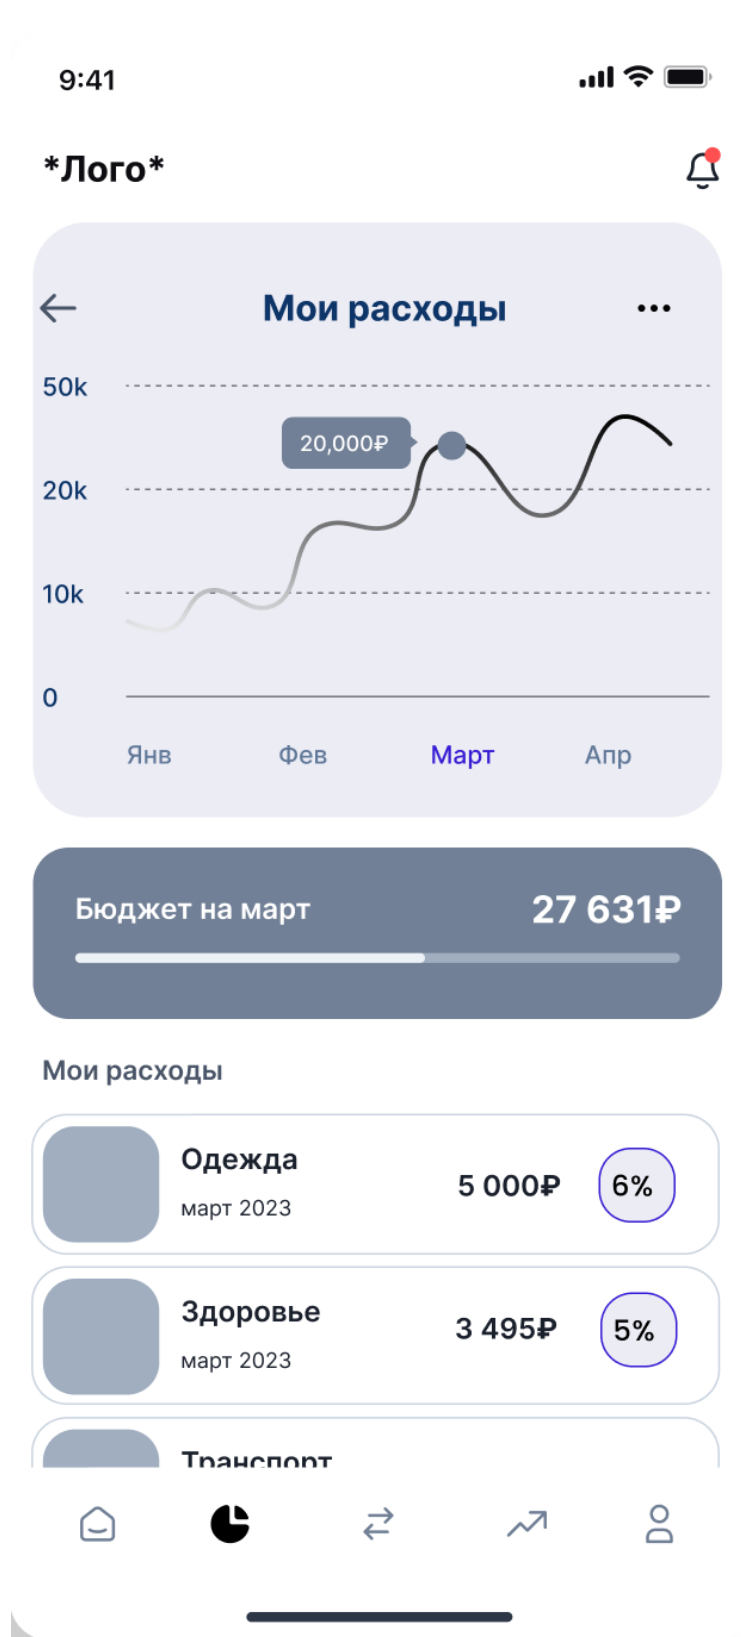 9:41
*Лого*
Мои расходы
50k
20,000₽
20k
10k
0
Янв Фев Март Апр
Бюджет на март 27 631₽
Мои расходы
Одежда
март 2023
5 000₽ 6%
Здоровье
март 2023
3 495₽ 5%
Транспорт